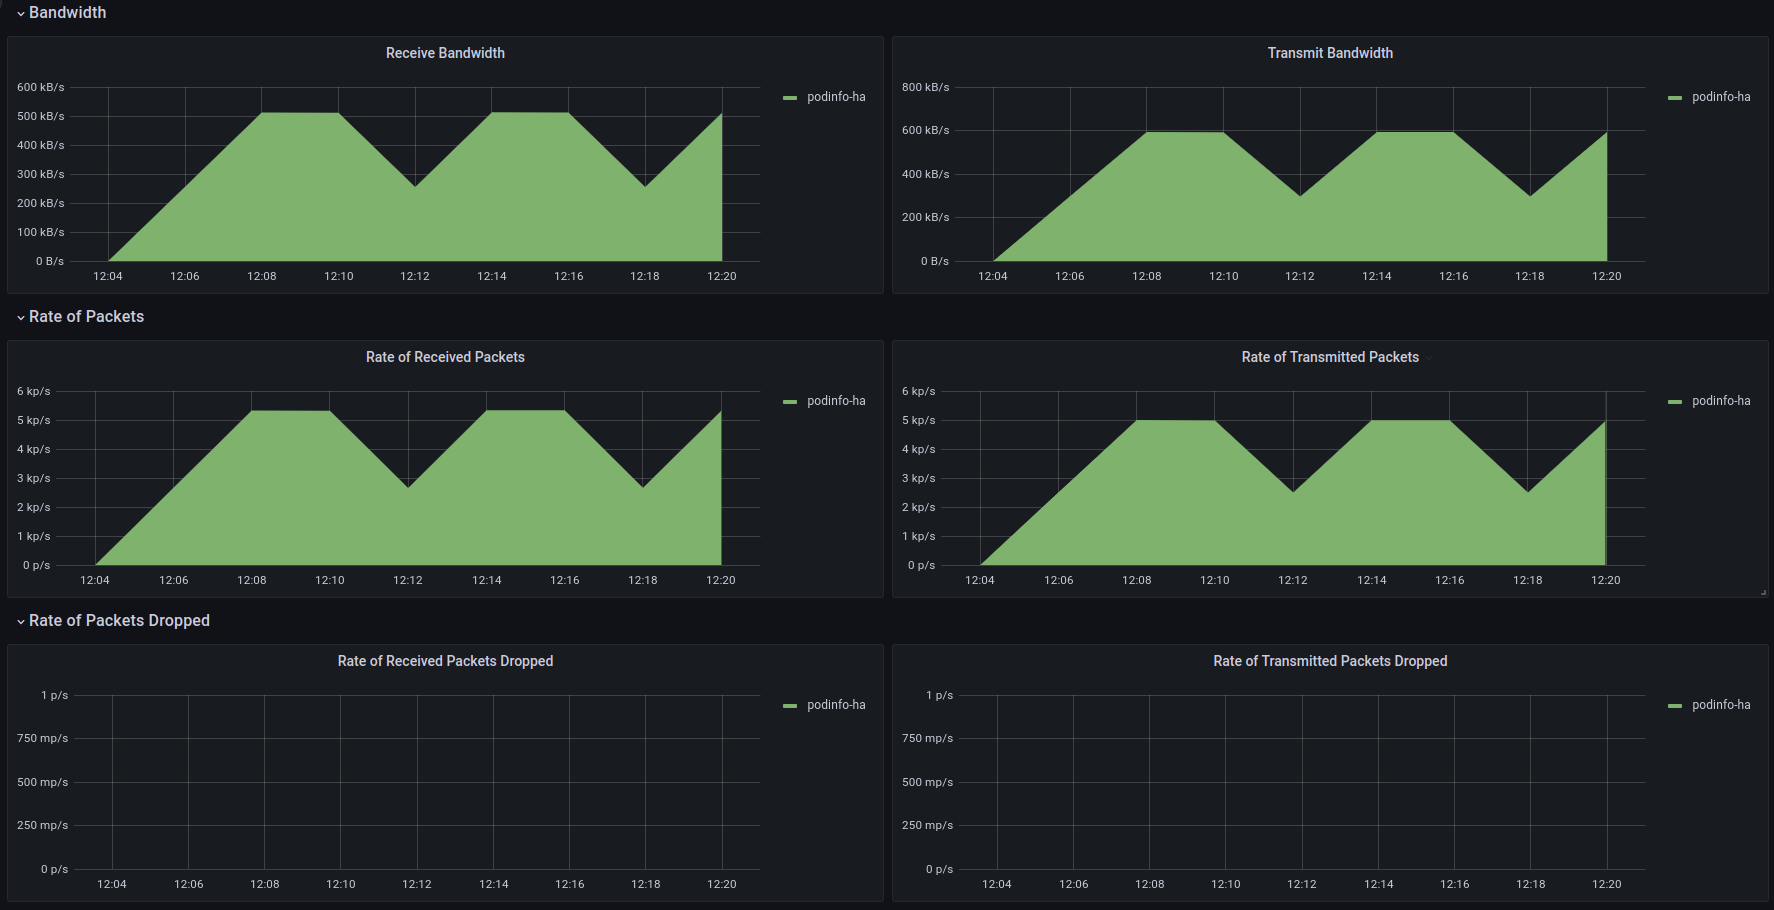 Bandwidth
Receive Bandwidth
600 kB/s
500 kB/s
400 kB/s
300 kB/s
200 kB/s
100 kB/s
0 B/s
12:04 12:06 12:08 12:10 12:12 12:14 12:16 12:18 12:20
podinfo-ha
Transmit Bandwidth
800 kB/s
600 kB/s
400 kB/s
200 kB/s
0 B/s
12:04 12:06 12:08 12:10 12:12 12:14 12:16 12:18 12:20
podinfo-ha
Rate of Packets
Rate of Received Packets
6 kp/s
5 kp/s
4 kp/s
3 kp/s
2 kp/s
1 kp/s
0 p/s
12:04 12:06 12:08 12:10 12:12 12:14 12:16 12:18 12:20
podinfo-ha
Rate of Transmitted Packets
6 kp/s
5 kp/s
4 kp/s
3 kp/s
2 kp/s
1 kp/s
0 p/s
12:04 12:06 12:08 12:10 12:12 12:14 12:16 12:18 12:20
podinfo-ha
Rate of Packets Dropped
Rate of Received Packets Dropped
1 p/s
750 mp/s
500 mp/s
250 mp/s
0 p/s
12:04 12:06 12:08 12:10 12:12 12:14 12:16 12:18 12:20
podinfo-ha
Rate of Transmitted Packets Dropped
1 p/s
750 mp/s
500 mp/s
250 mp/s
0 p/s
12:04 12:06 12:08 12:10 12:12 12:14 12:16 12:18 12:20
podinfo-ha